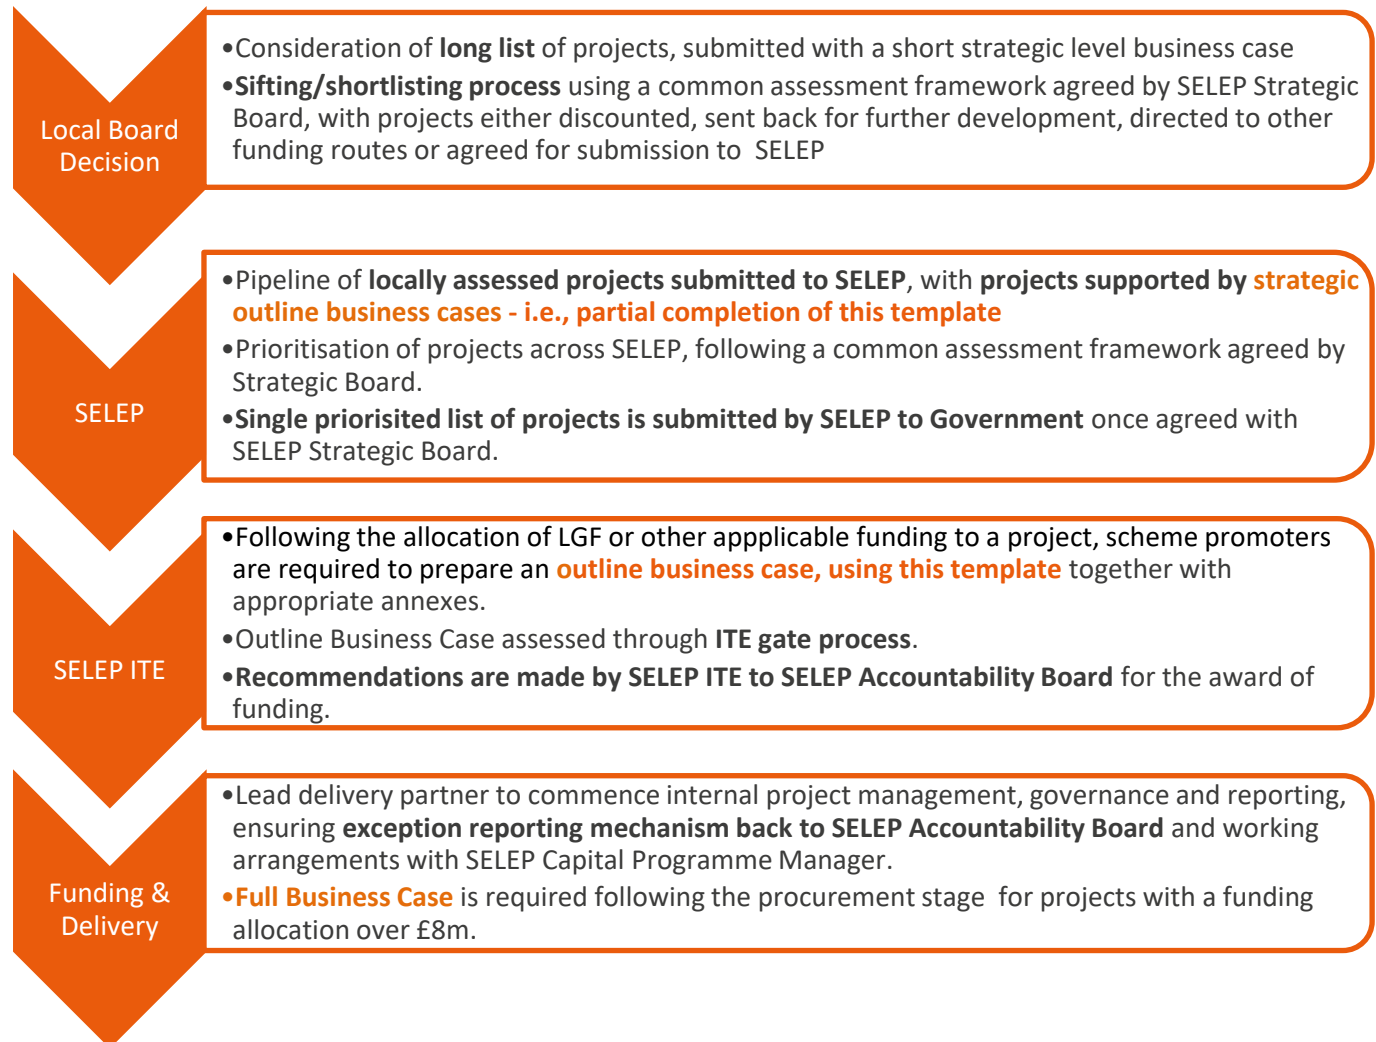 Local Board
Decision
•Consideration of long list of projects, submitted with a short strategic level business case
•Sifting/shortlisting process using a common assessment framework agreed by SELEP Strategic
Board, with projects either discounted, sent back for further development, directed to other
funding routes or agreed for submission to  SELEP
SELEP
•Pipeline of locally assessed projects submitted to SELEP, with projects supported by strategic
outline business cases - i.e., partial completion of this template
•Prioritisation of projects across SELEP, following a common assessment framework agreed by
Strategic Board.
•Single priorisited list of projects is submitted by SELEP to Government once agreed with
SELEP Strategic Board.
SELEP ITE
•Following the allocation of LGF or other appplicable funding to a project, scheme promoters
are required to prepare an outline business case, using this template together with
appropriate annexes.
•Outline Business Case assessed through ITE gate process.
•Recommendations are made by SELEP ITE to SELEP Accountability Board for the award of
funding.
Funding &
Delivery
•Lead delivery partner to commence internal project management, governance and reporting,
ensuring exception reporting mechanism back to SELEP Accountability Board and working
arrangements with SELEP Capital Programme Manager.
•Full Business Case is required following the procurement stage  for projects with a funding
allocation over £8m.